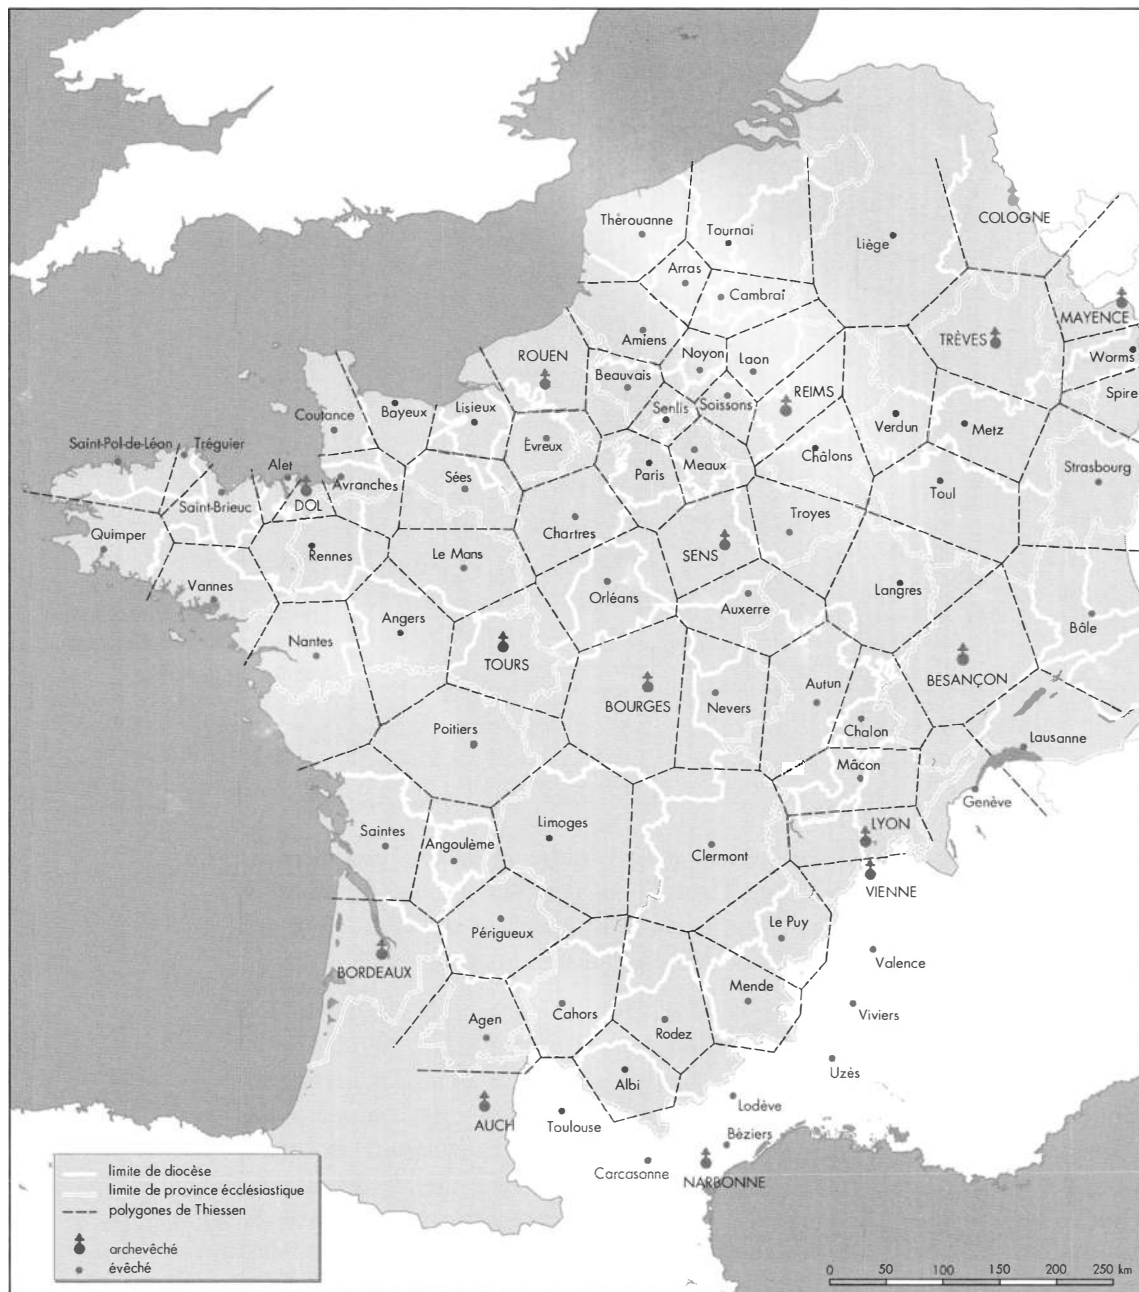 Thérouanne
Tournai
Liège
COLOGNE
Arras
Cambrai
MAYENCE
TRÈVES
Amiens
Noyon
Laon
Worms
ROUEN
Beauvais
REIMS
Spire
Coutance
Bayeux
Lisieux
Senlis
Soissons
Verdun
Metz
Saint-Pol-de-Léon
Tréguier
Évreux
Meaux
Châlons
Strasbourg
Alet
Avranches
Sées
Paris
Toul
Saint-Brieuc
DOL
Troyes
Quimper
Chartres
Rennes
Le Mans
SENS
Vannes
Orléans
Auxerre
Langres
Angers
Bâle
Nantes
TOURS
BESANÇON
Autun
BOURGES
Nevers
Poitiers
Chalon
Lausanne
Mâcon
Genève
Saintes
Limoges
LYON
Angoulême
Clermont
VIENNE
Le Puy
Périgueux
Valence
BORDEAUX
Mende
Agen
Cahors
Viviers
Rodez
Uzès
Albi
Lodève
AUCH
Toulouse
Bèziers
Carcasonne
NARBONNE
limite de diocèse
limite de province écclésiastique
polygones de Thiessen
archevêché
évêché
0 50 100 150 200 250 km